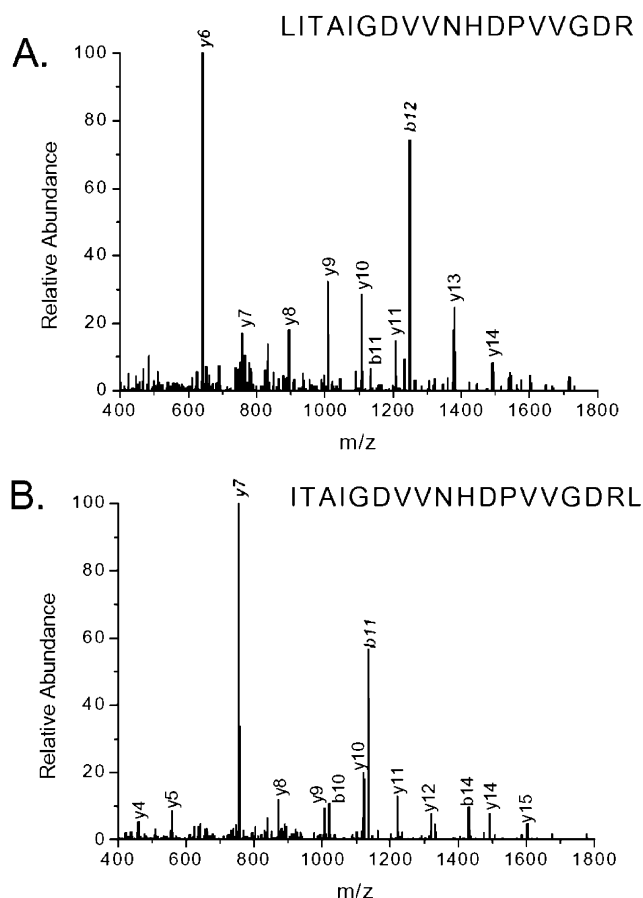 A.
LITAIGDVVNHDPVVGDR
y6
b12
y7
y8
y9
y10
b11
y11
y13
y14
Relative Abundance
100
80
60
40
20
0
400 600 800 1000 1200 1400 1600 1800
m/z
B.
ITAIGDVVNHDPVVGDRL
y7
b11
y4
y5
y8
y9
b10
y10
y11
y12
b14
y14
y15
Relative Abundance
100
80
60
40
20
0
400 600 800 1000 1200 1400 1600 1800
m/z